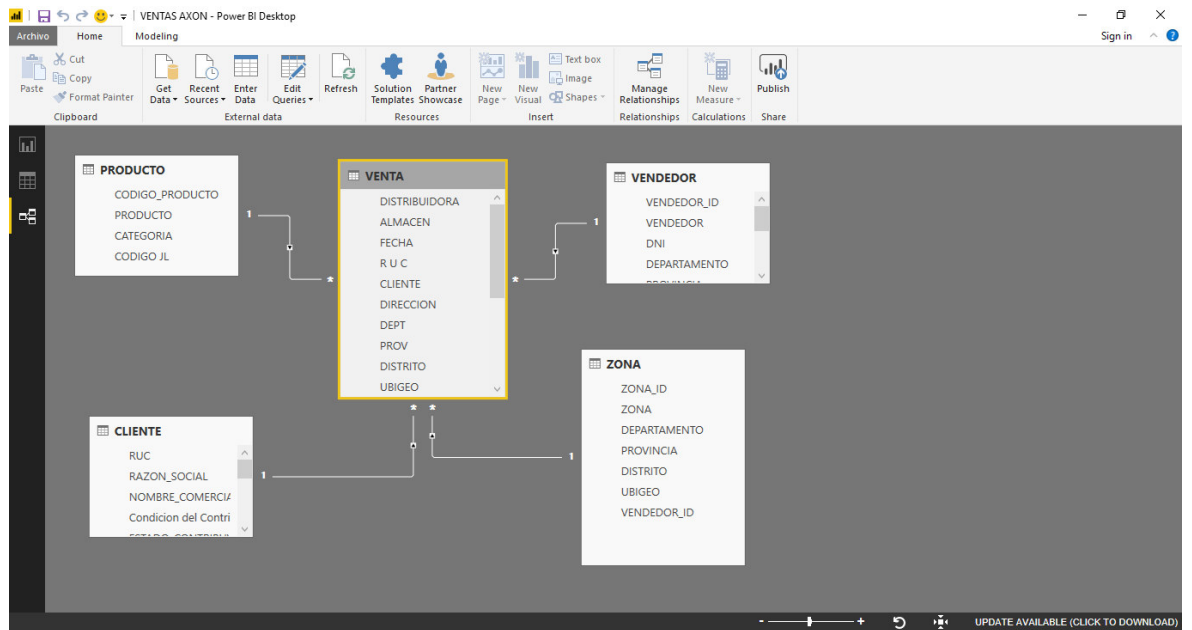 VENTAS AXON - Power BI Desktop
Archivo Home Modeling Sign in
Paste
Cut
Copy
Format Painter
Clipboard
Get Data
Recent Sources
Enter Data
Edit Queries
Refresh
External data
Solution Templates
Partner Showcase
Resources
New Page
New Visual
Text box
Image
Shapes
Insert
Manage Relationships
Relationships
New Measure
Calculations
Publish
Share
PRODUCTO
CODIGO_PRODUCTO
PRODUCTO
CATEGORIA
CODIGO JL
1
*
VENTA
DISTRIBUIDORA
ALMACEN
FECHA
R U C
CLIENTE
DIRECCION
DEPT
PROV
DISTRITO
UBIGEO
*
1
VENDEDOR
VENDEDOR_ID
VENDEDOR
DNI
DEPARTAMENTO
* *
CLIENTE
RUC
RAZON_SOCIAL
NOMBRE_COMERCIA
Condicion del Contri
1
1
ZONA
ZONA_ID
ZONA
DEPARTAMENTO
PROVINCIA
DISTRITO
UBIGEO
VENDEDOR_ID
- + UPDATE AVAILABLE (CLICK TO DOWNLOAD)